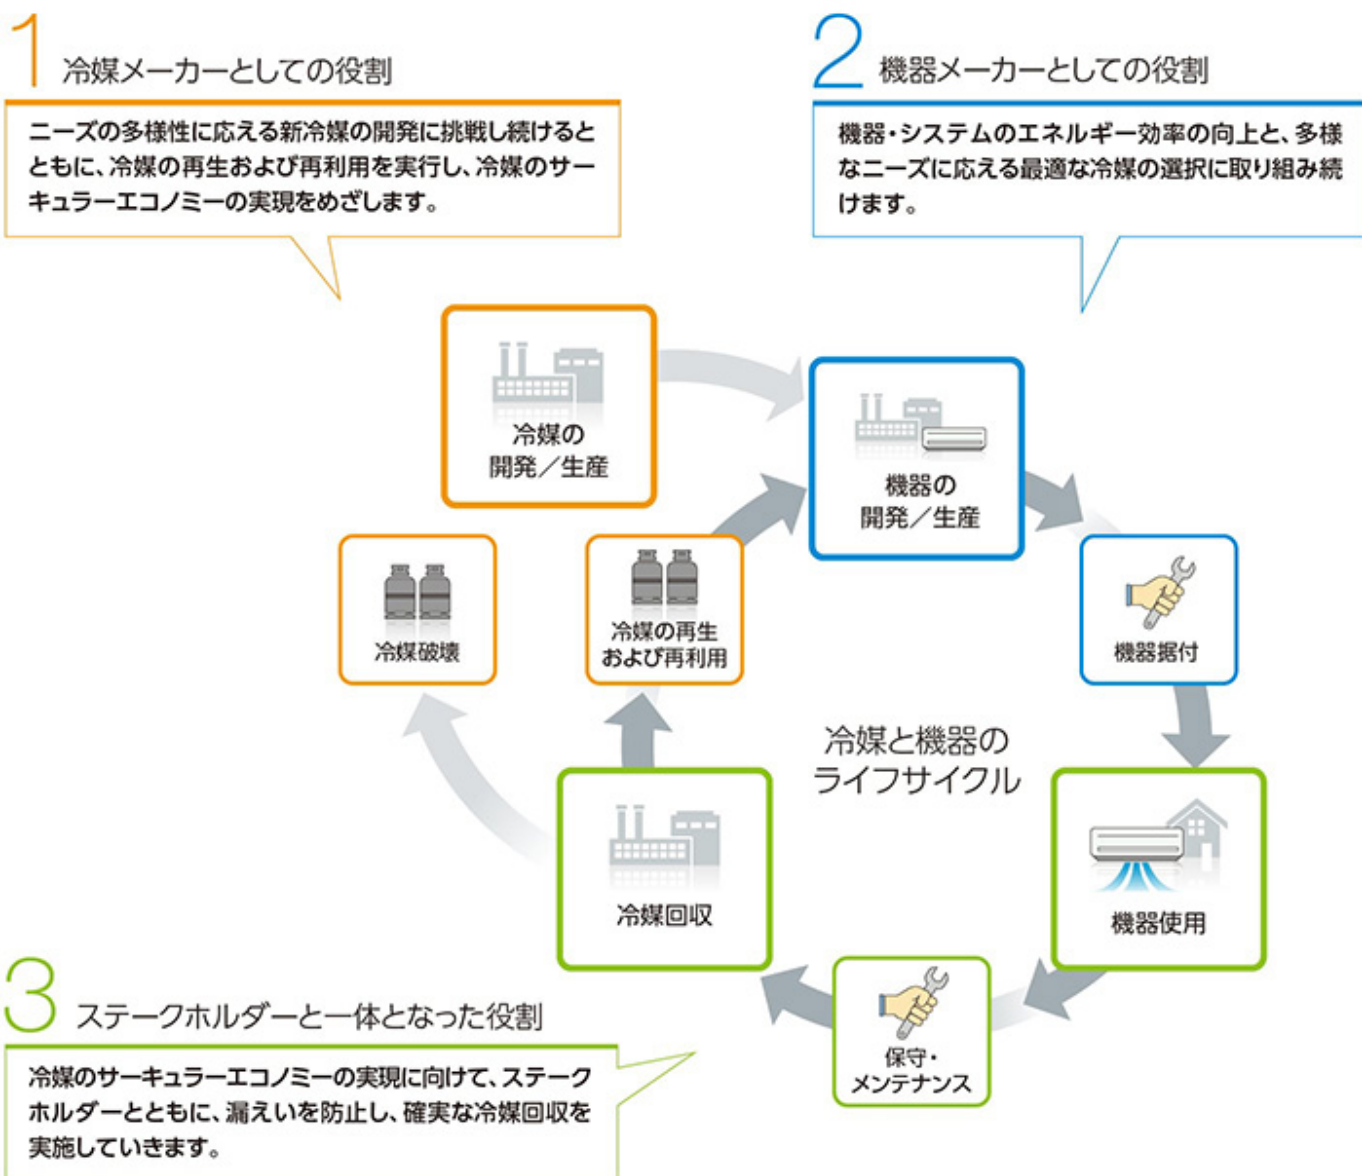 1 冷媒メーカーとしての役割
ニーズの多様性に応える新冷媒の開発に挑戦し続けると
ともに、冷媒の再生および再利用を実行し、冷媒のサー
キュラーエコノミーの実現をめざします。
2 機器メーカーとしての役割
機器・システムのエネルギー効率の向上と、多様
なニーズに応える最適な冷媒の選択に取り組み続
けます。
冷媒の
開発／生産
機器の
開発／生産
冷媒破壊
冷媒の再生
および再利用
機器据付
冷媒と機器の
ライフサイクル
冷媒回収
機器使用
保守・
メンテナンス
3 ステークホルダーと一体となった役割
冷媒のサーキュラーエコノミーの実現に向けて、ステーク
ホルダーとともに、漏えいを防止し、確実な冷媒回収を
実施していきます。